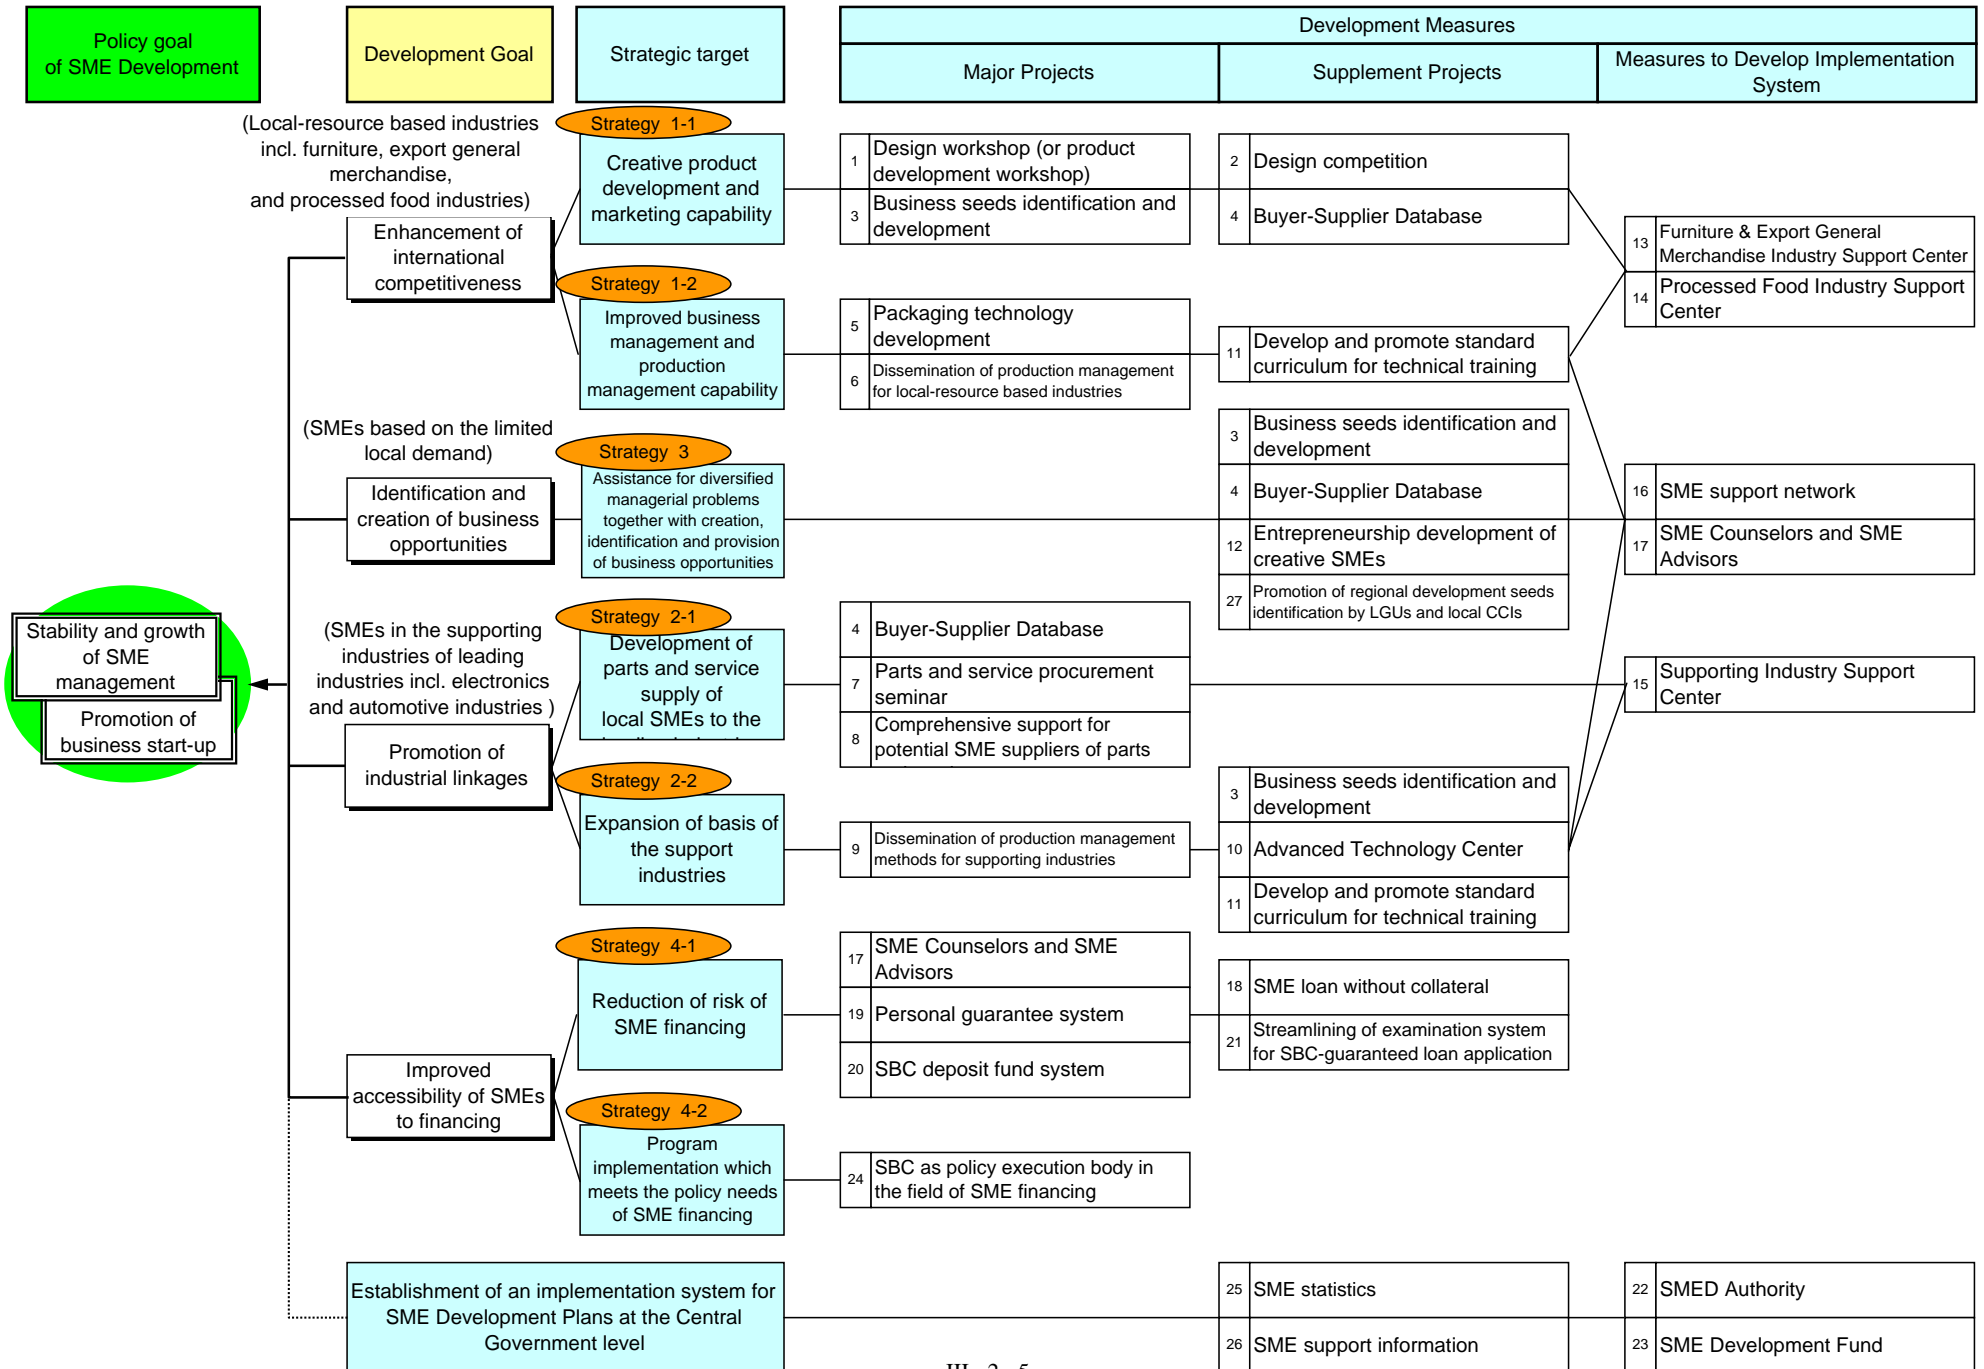 Policy goal
of SME Development
Development Goal
Strategic target
Development Measures
Major Projects
Supplement Projects
Measures to Develop Implementation
System
(Local-resource based industries
incl. furniture, export general
merchandise,
and processed food industries)
Enhancement of
international
competitiveness
Strategy 1-1
Creative product
development and
marketing capability
1
Design workshop (or product
development workshop)
3
Business seeds identification and
development
2
Design competition
4
Buyer-Supplier Database
13
Furniture & Export General
Merchandise Industry Support Center
14
Processed Food Industry Support
Center
Strategy 1-2
Improved business
management and
production
management capability
5
Packaging technology
development
6
Dissemination of production management
for local-resource based industries
11
Develop and promote standard
curriculum for technical training
(SMEs based on the limited
local demand)
Identification and
creation of business
opportunities
Strategy 3
Assistance for diversified
managerial problems
together with creation,
identification and provision
of business opportunities
3
Business seeds identification and
development
4
Buyer-Supplier Database
12
Entrepreneurship development of
creative SMEs
27
Promotion of regional development seeds
identification by LGUs and local CCIs
16
SME support network
17
SME Counselors and SME
Advisors
Stability and growth
of SME
management
Promotion of
business start-up
(SMEs in the supporting
industries of leading
industries incl. electronics
and automotive industries )
Promotion of
industrial linkages
Strategy 2-1
Development of
parts and service
supply of
local SMEs to the
4
Buyer-Supplier Database
7
Parts and service procurement
seminar
8
Comprehensive support for
potential SME suppliers of parts
15
Supporting Industry Support
Center
Strategy 2-2
Expansion of basis of
the support
industries
9
Dissemination of production management
methods for supporting industries
3
Business seeds identification and
development
10
Advanced Technology Center
11
Develop and promote standard
curriculum for technical training
Improved
accessibility of SMEs
to financing
Strategy 4-1
Reduction of risk of
SME financing
17
SME Counselors and SME
Advisors
19
Personal guarantee system
20
SBC deposit fund system
18
SME loan without collateral
21
Streamlining of examination system
for SBC-guaranteed loan application
Strategy 4-2
Program
implementation which
meets the policy needs
of SME financing
24
SBC as policy execution body in
the field of SME financing
Establishment of an implementation system for
SME Development Plans at the Central
Government level
25
SME statistics
26
SME support information
22
SMED Authority
23
SME Development Fund